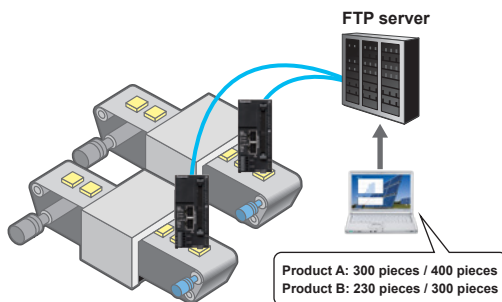 FTP server
Product A: 300 pieces / 400 pieces
Product B: 230 pieces / 300 pieces